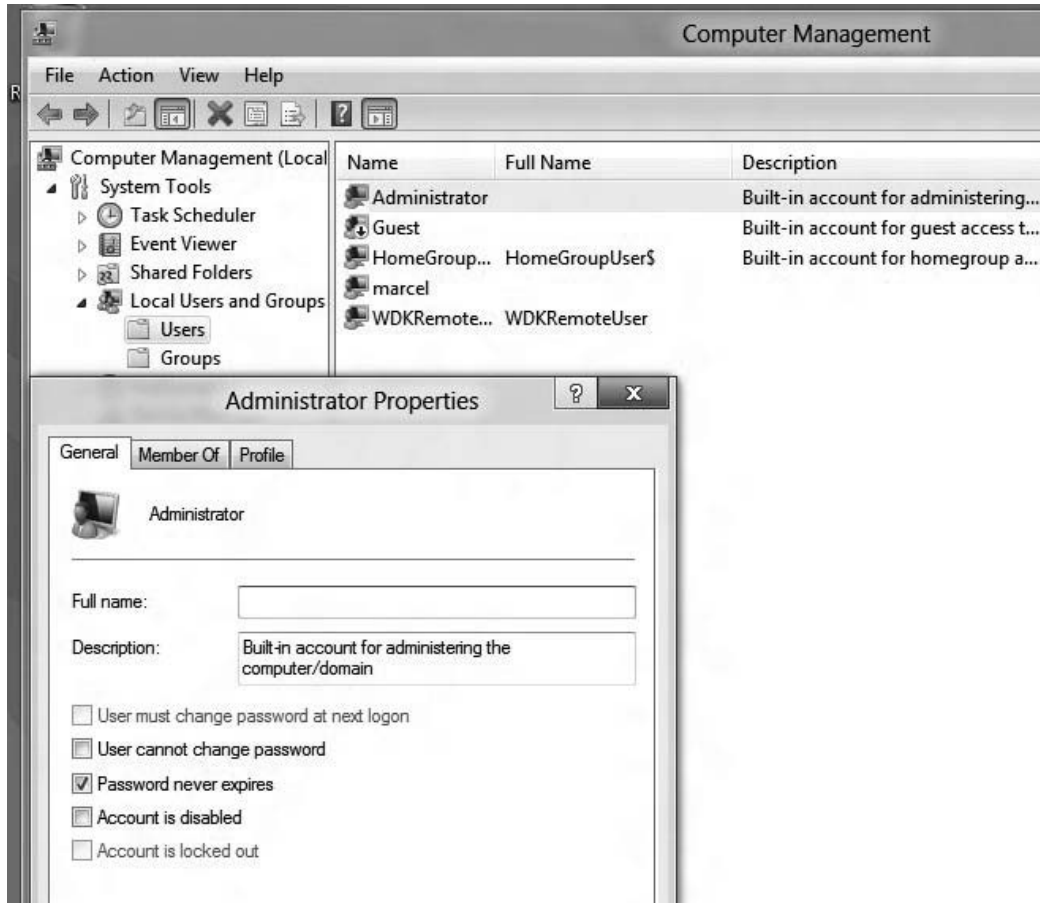 Computer Management
File Action View Help
R
Computer Management (Local
System Tools
Task Scheduler
Event Viewer
Shared Folders
Local Users and Groups
Users
Groups
Name Full Name Description
Administrator Built-in account for administering...
Guest Built-in account for guest access t...
HomeGroup... HomeGroupUser$ Built-in account for homegroup a...
marcel
WDKRemote... WDKRemoteUser
Administrator Properties
General Member Of Profile
Administrator
Full name:
Description: Built-in account for administering the
computer/domain
User must change password at next logon
User cannot change password
Password never expires
Account is disabled
Account is locked out